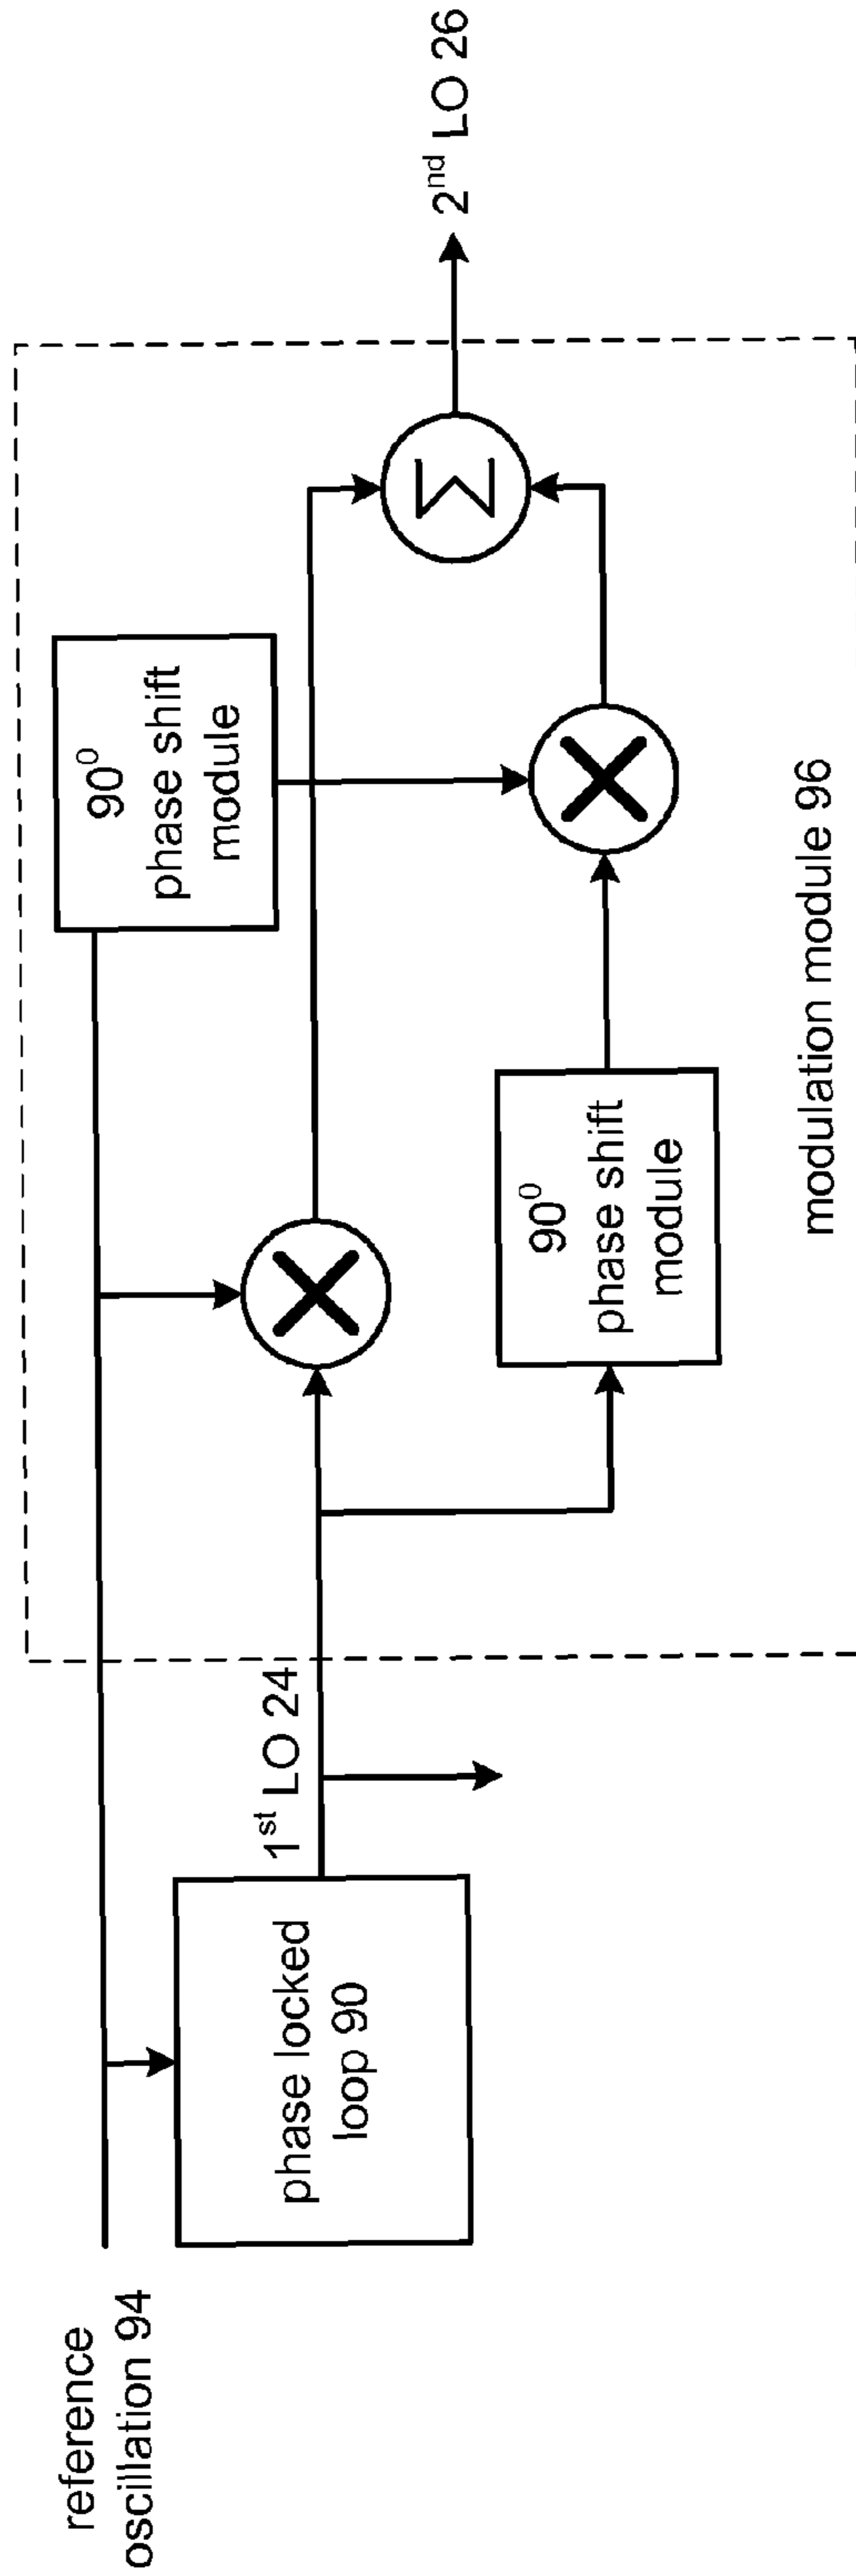 reference
oscillation 94
phase locked
loop 90
1st LO 24
90⁰
phase shift
module
90⁰
phase shift
module
Σ
2nd LO 26
modulation module 96